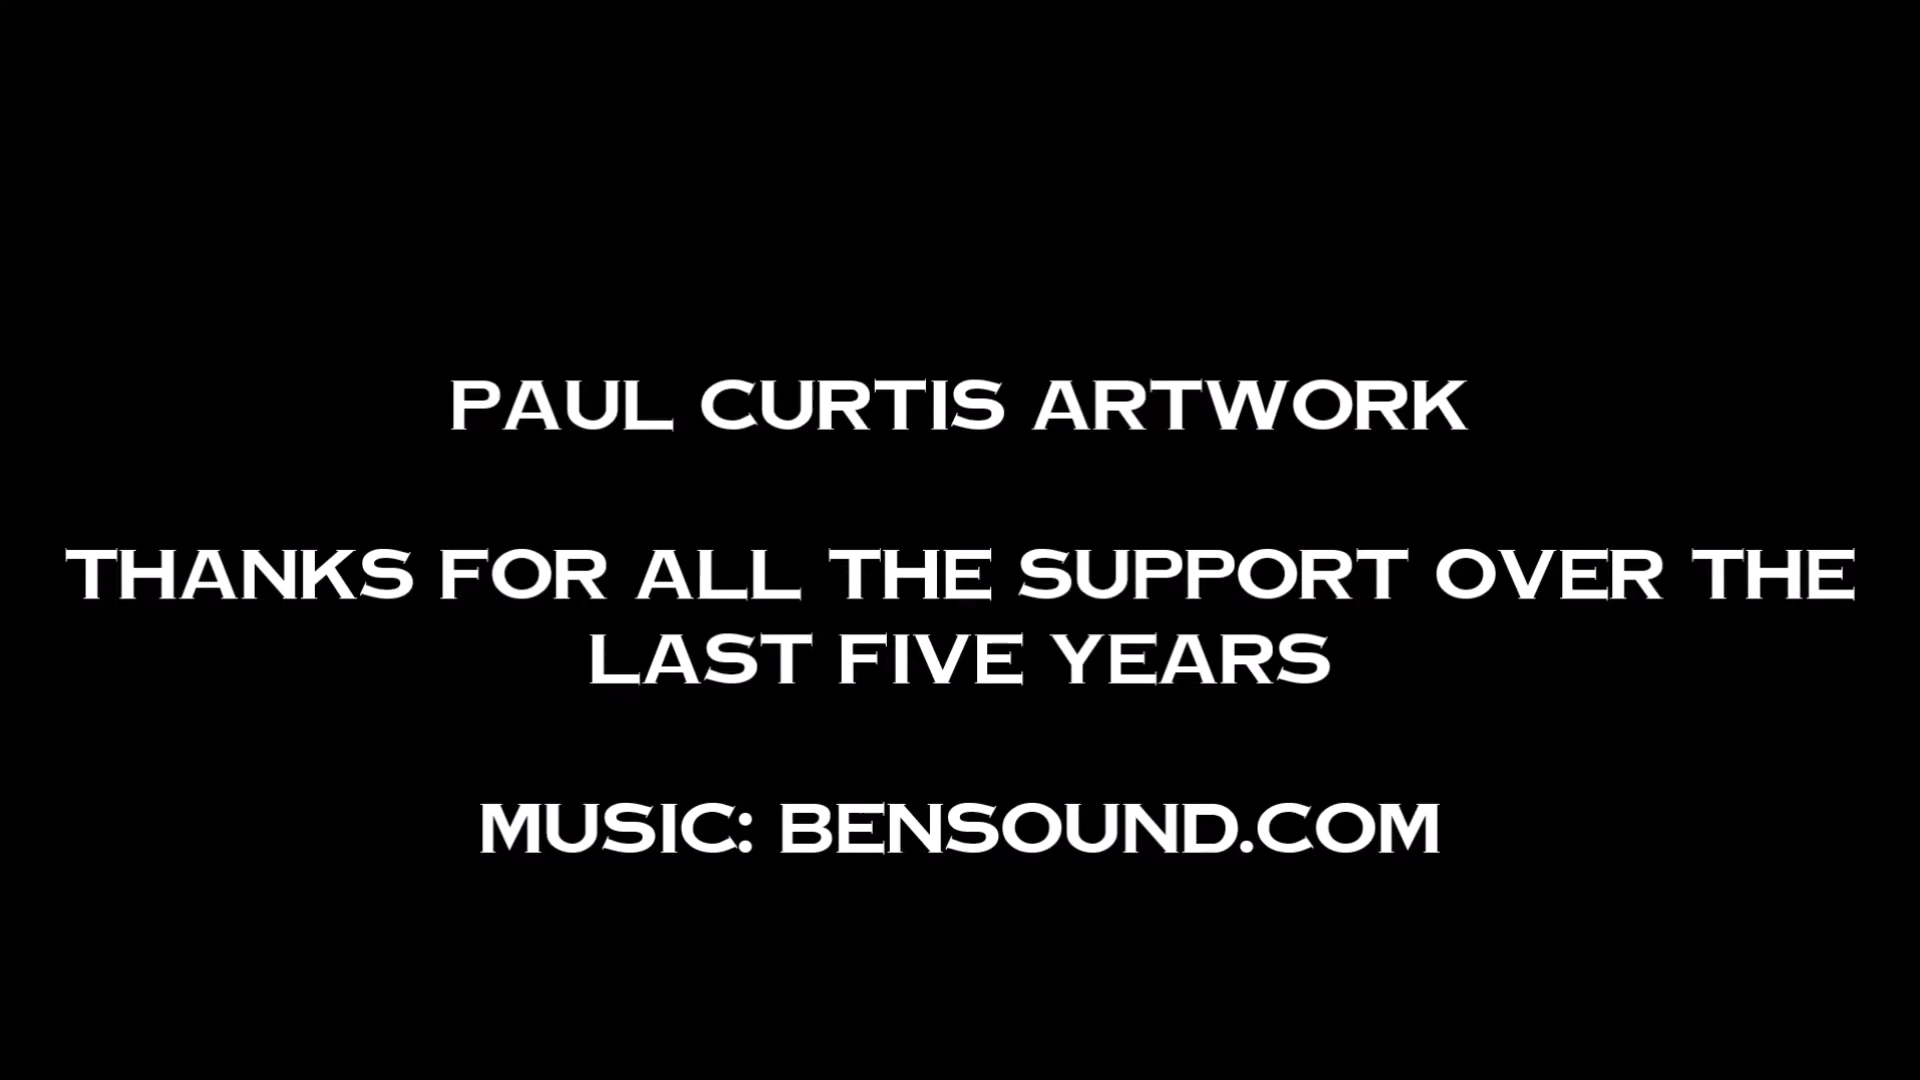 PAUL CURTIS ARTWORK
THANKS FOR ALL THE SUPPORT OVER THE
LAST FIVE YEARS
MUSIC: BENSOUND.COM